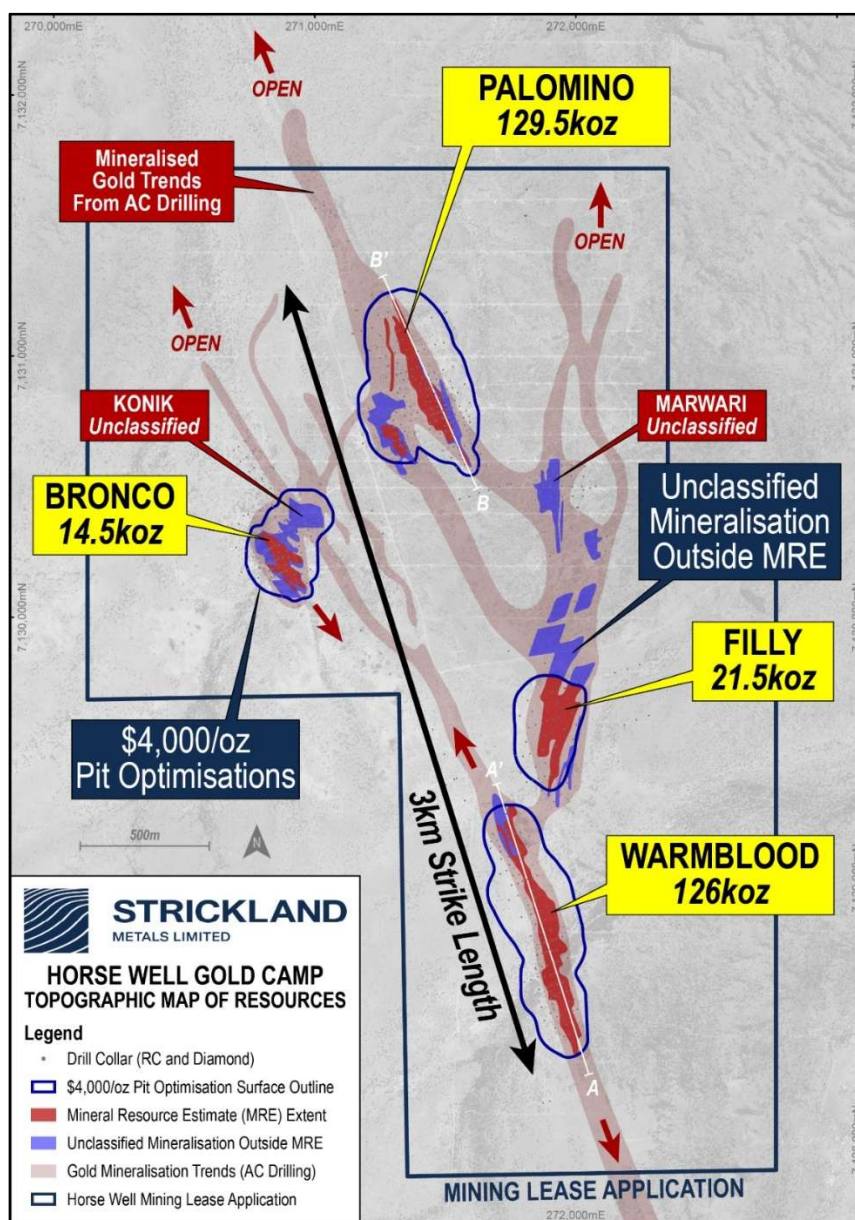 270,000mE
271,000mE
272,000mE
7,132,000mN
7,132,000mN
OPEN
PALOMINO
129.5koz
Mineralised
Gold Trends
From AC Drilling
OPEN
B'
OPEN
7,131,000mN
KONIK
Unclassified
MARWARI
Unclassified
BRONCO
14.5koz
B
Unclassified
Mineralisation
Outside MRE
7,130,000mN
FILLY
21.5koz
$4,000/oz
Pit Optimisations
A'
3km Strike Length
500m
N
WARMBLOOD
126koz
STRICKLAND
METALS LIMITED
HORSE WELL GOLD CAMP
TOPOGRAPHIC MAP OF RESOURCES
Legend
Drill Collar (RC and Diamond)
$4,000/oz Pit Optimisation Surface Outline
Mineral Resource Estimate (MRE) Extent
Unclassified Mineralisation Outside MRE
Gold Mineralisation Trends (AC Drilling)
Horse Well Mining Lease Application
A
MINING LEASE APPLICATION
272,000mE